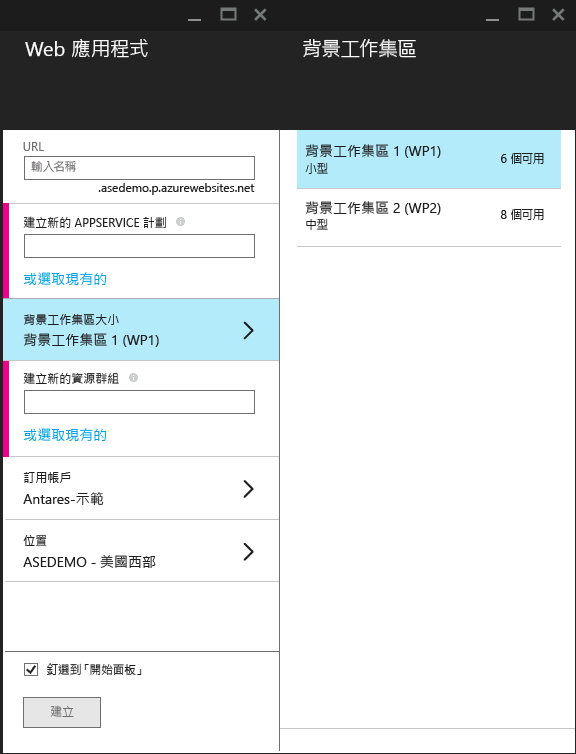 Web 應用程式
URL
輸入名稱
.asedemo.p.azurewebsites.net
建立新的 APPSERVICE 計劃
或選取現有的
背景工作集區大小
背景工作集區 1 (WP1)
建立新的資源群組
或選取現有的
訂用帳戶
Antares-示範
位置
ASEDEMO - 美國西部
釘選到「開始面板」
建立
背景工作集區
背景工作集區 1 (WP1)
小型
6 個可用
背景工作集區 2 (WP2)
中型
8 個可用